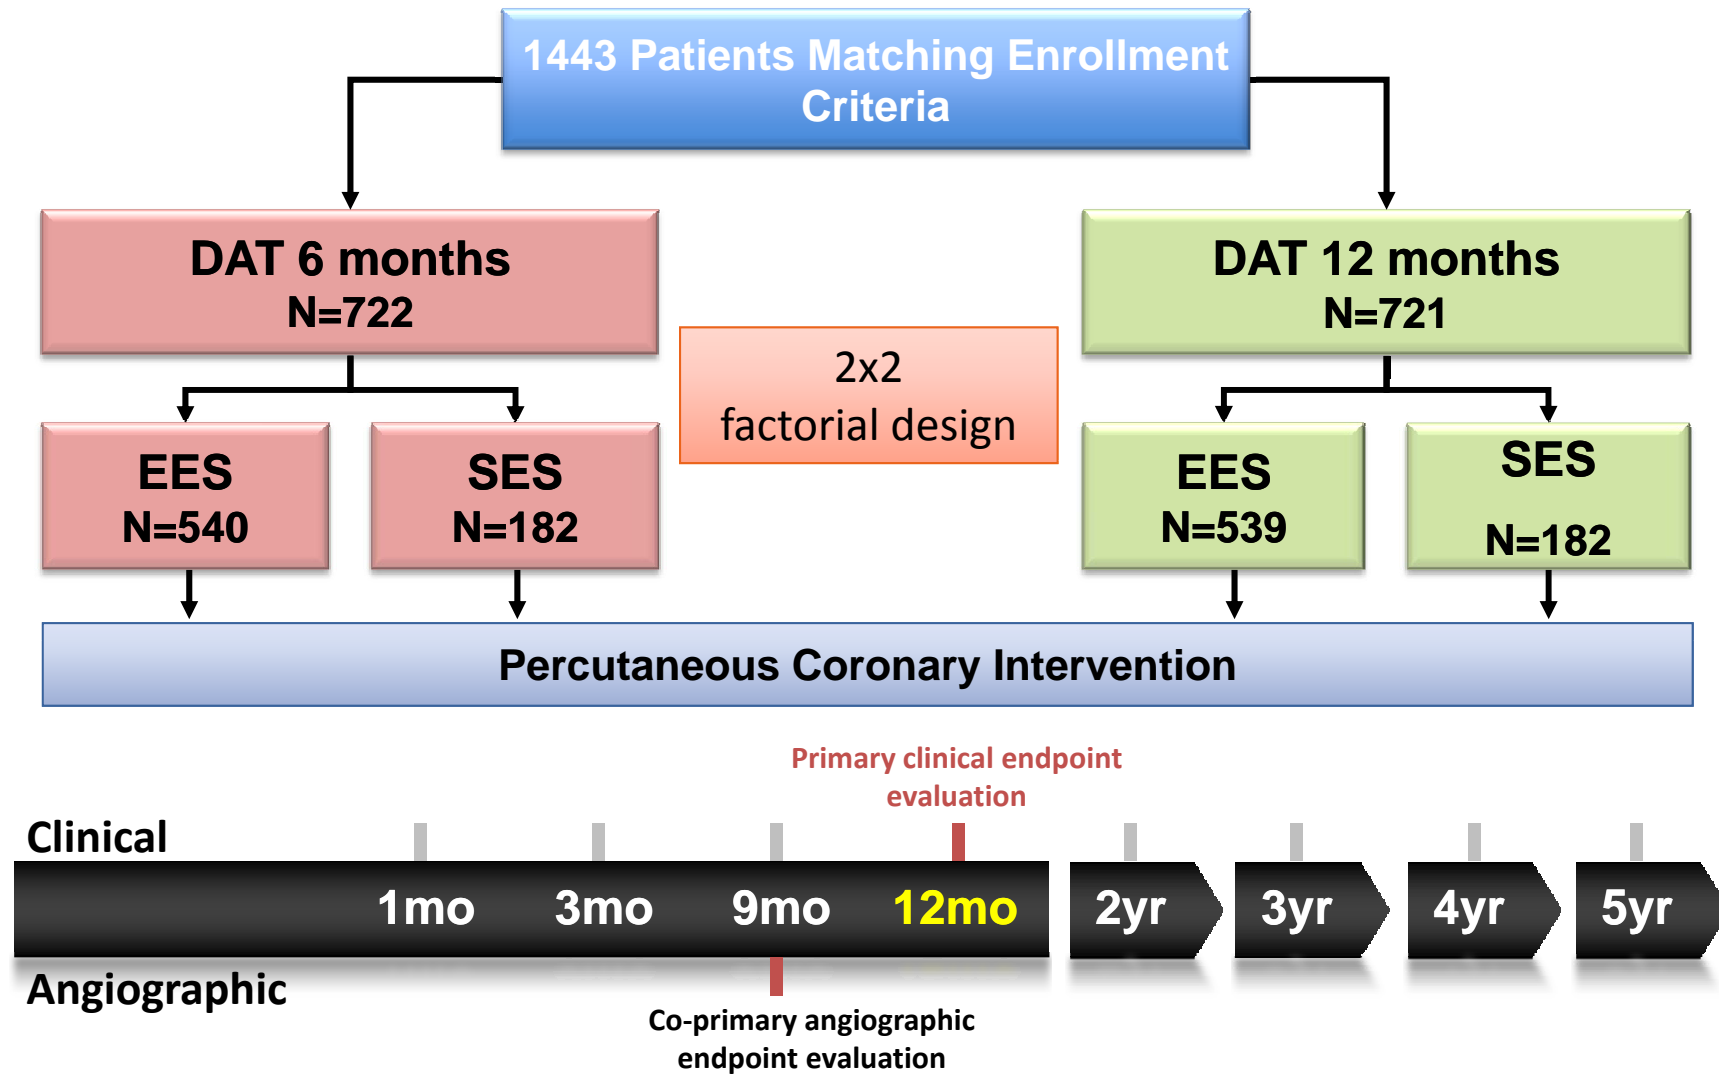 1443 Patients Matching Enrollment
Criteria
DAT 6 months
N=722
DAT 12 months
N=721
2x2
factorial design
EES
N=540
SES
N=182
EES
N=539
SES
N=182
Percutaneous Coronary Intervention
Primary clinical endpoint
evaluation
Clinical
1mo
3mo
9mo
12mo
2yr
3yr
4yr
5yr
Angiographic
Co-primary angiographic
endpoint evaluation